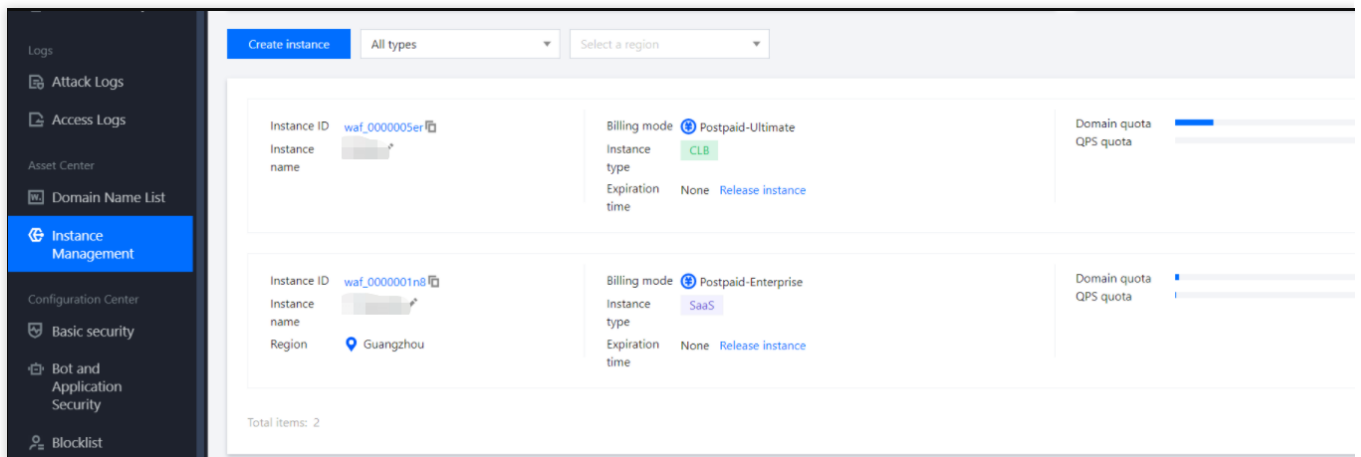 Logs
Attack Logs
Access Logs
Asset Center
Domain Name List
Instance
Management
Configuration Center
Basic security
Bot and
Application
Security
Blocklist
Create instance
All types
Select a region
Instance ID waf_0000005er
Instance
name
Billing mode Postpaid-Ultimate
Instance
type
CLB
Expiration
time
None Release instance
Domain quota
QPS quota
Instance ID waf_0000001n8
Instance
name
Region Guangzhou
Billing mode Postpaid-Enterprise
Instance
type
SaaS
Expiration
time
None Release instance
Domain quota
QPS quota
Total items: 2